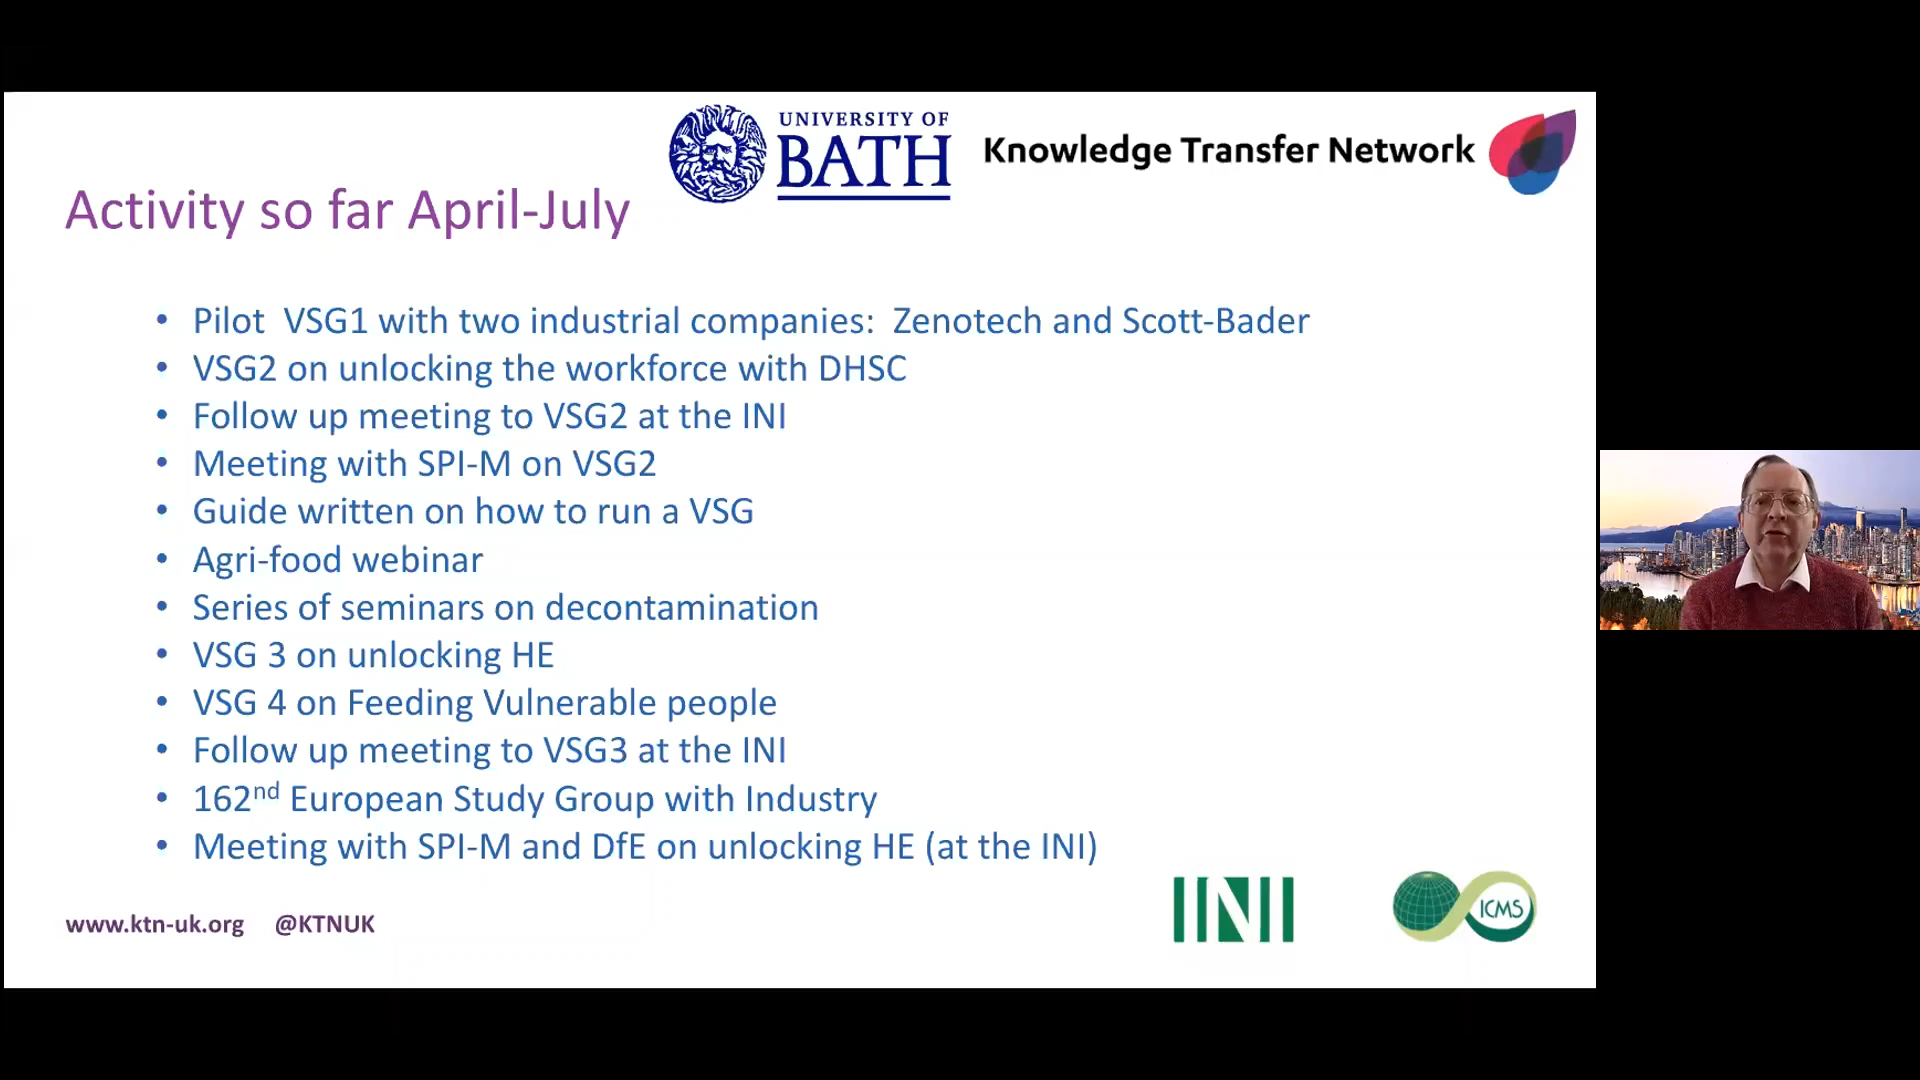 UNIVERSITY OF
BATH
Knowledge Transfer Network
Activity so far April-July
• Pilot VSG1 with two industrial companies: Zenotech and Scott-Bader
• VSG2 on unlocking the workforce with DHSC
• Follow up meeting to VSG2 at the INI
• Meeting with SPI-M on VSG2
• Guide written on how to run a VSG
• Agri-food webinar
• Series of seminars on decontamination
• VSG 3 on unlocking HE
• VSG 4 on Feeding Vulnerable people
• Follow up meeting to VSG3 at the INI
• 162nd European Study Group with Industry
• Meeting with SPI-M and DfE on unlocking HE (at the INI)
www.ktn-uk.org @KTNUK
INI
ICMS